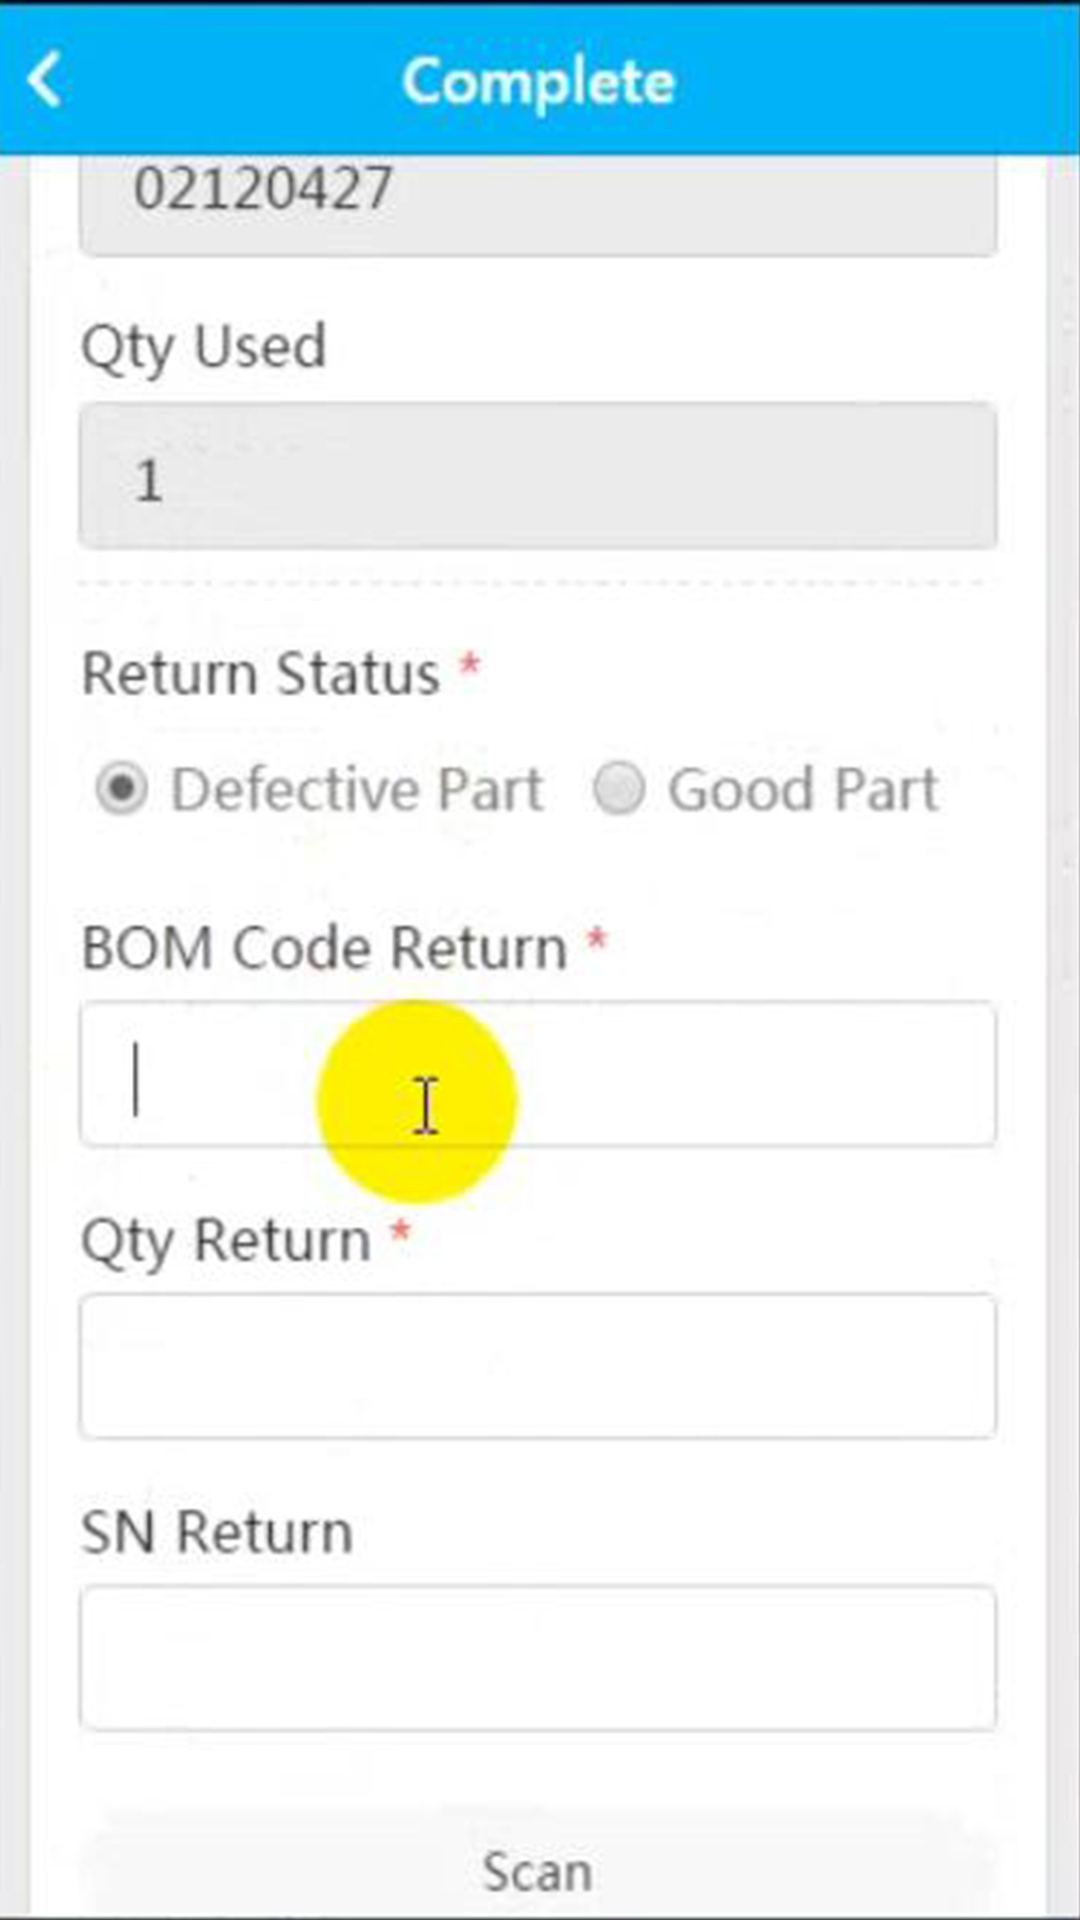 Complete
02120427
Qty Used
1
Return Status *
Defective Part Good Part
BOM Code Return *
Qty Return *
SN Return
Scan